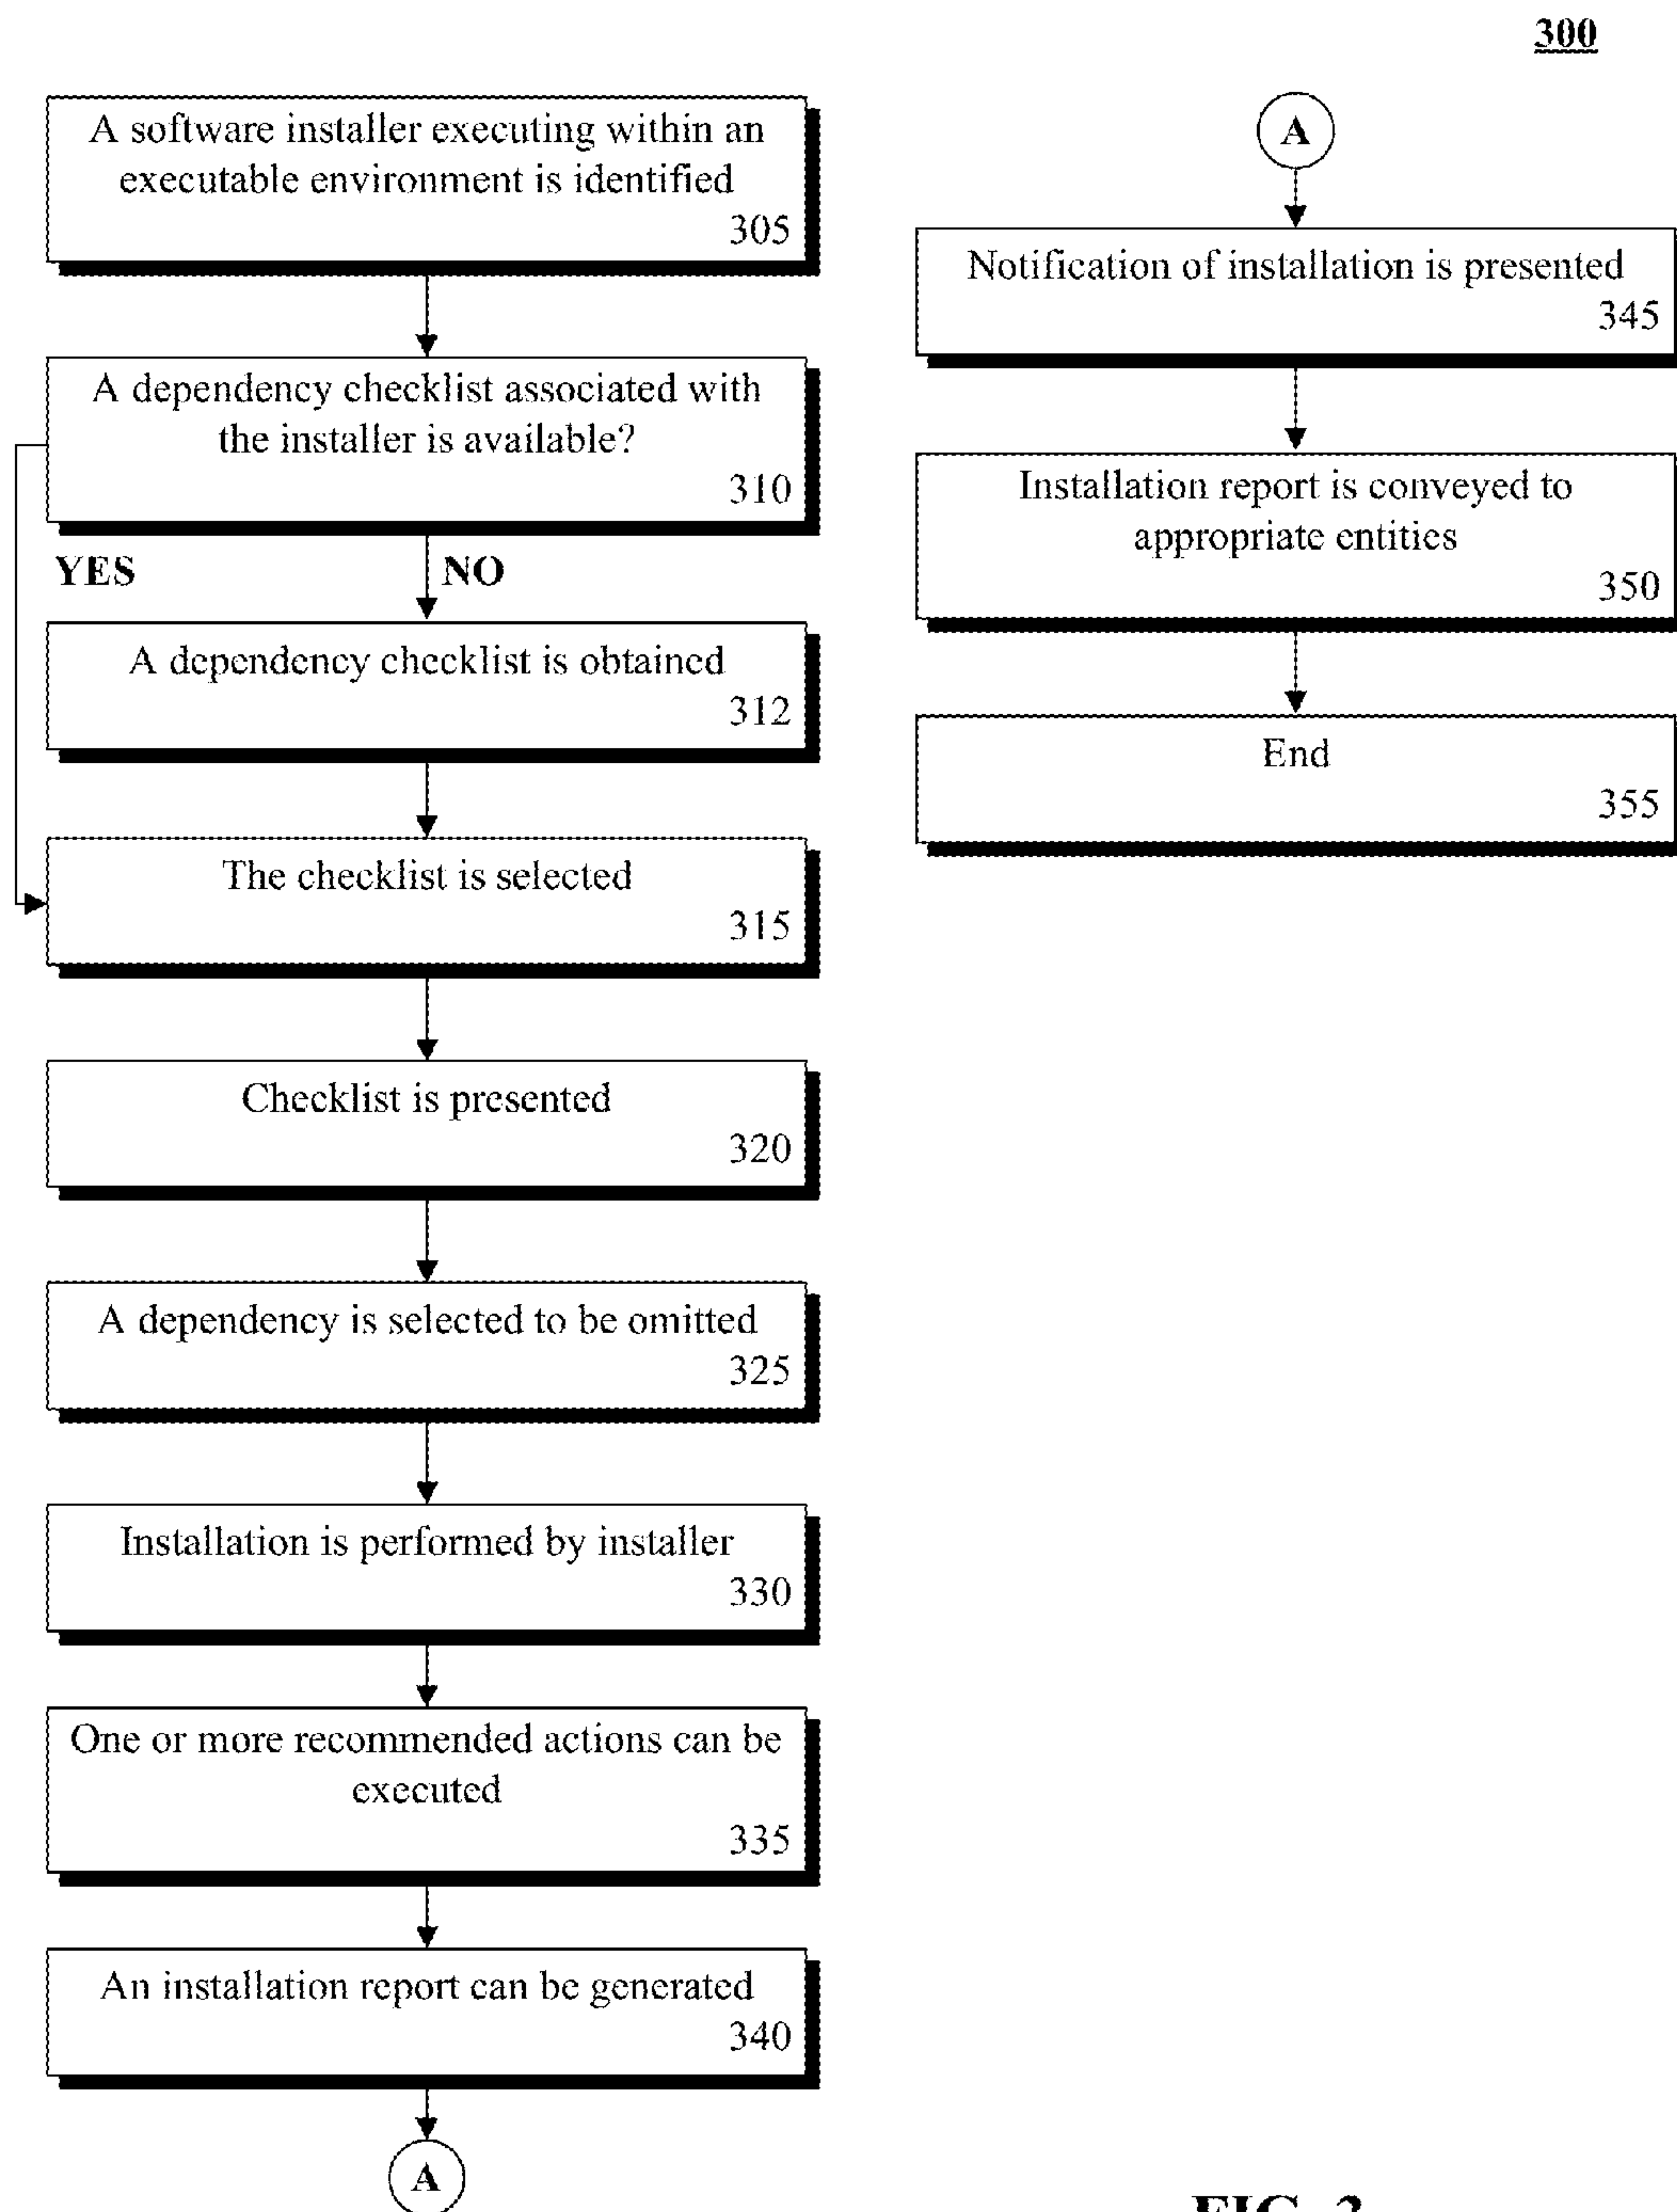 300
A software installer executing within an
executable environment is identified
305
A dependency checklist associated with
the installer is available?
310
YES
NO
A dependency checklist is obtained
312
The checklist is selected
315
Checklist is presented
320
A dependency is selected to be omitted
325
Installation is performed by installer
330
One or more recommended actions can be
executed
335
An installation report can be generated
340
A
A
Notification of installation is presented
345
Installation report is conveyed to
appropriate entities
350
End
355
FIG. 3